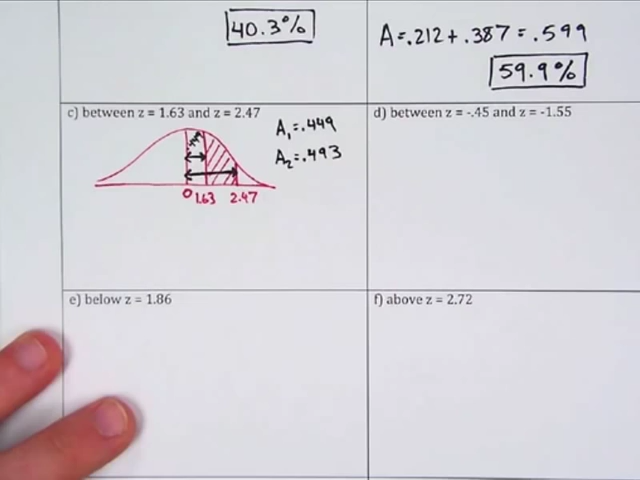 40.3%
A = .212 + .387 = .599
59.9%
c) between z = 1.63 and z = 2.47
A₁ = .449
A₂ = .493
0 1.63 2.47
d) between z = -.45 and z = -1.55
e) below z = 1.86
f) above z = 2.72